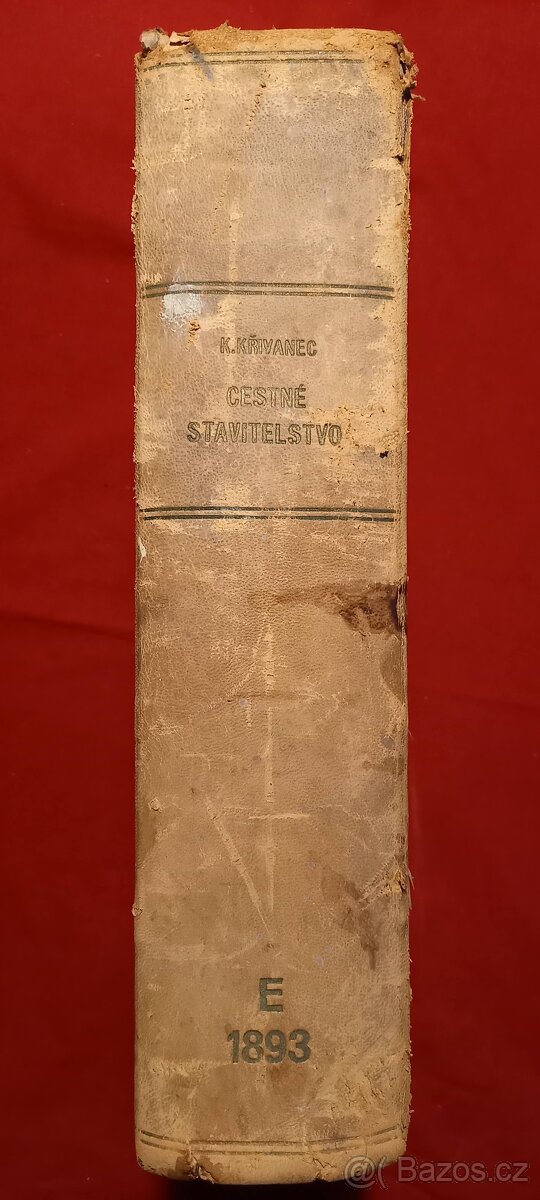 K.KŘIVANEC
CESTNÉ
STAVITELSTVO
E
1893
@( Bazos.cz